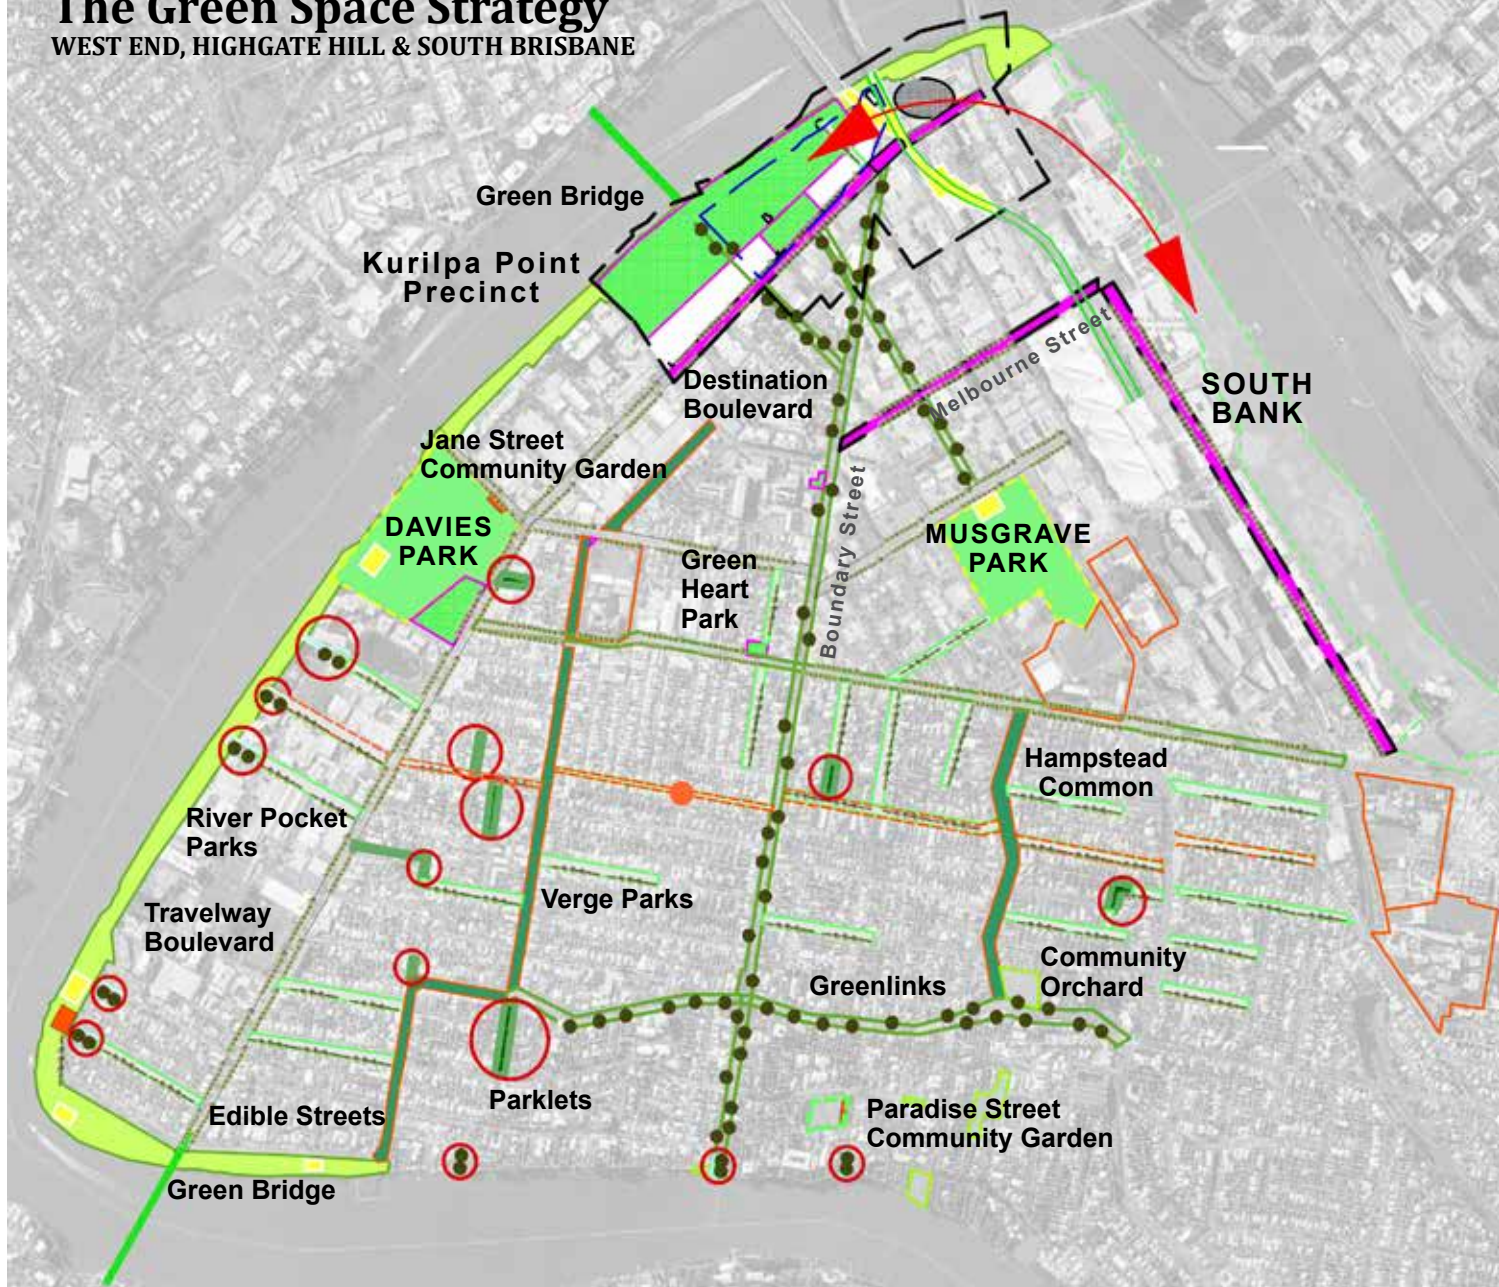 The Green Space Strategy
WEST END, HIGHGATE HILL & SOUTH BRISBANE
Green Bridge
Kurilpa Point
Precinct
Melbourne Street
Destination
Boulevard
SOUTH
BANK
Jane Street
Community Garden
DAVIES
PARK
Boundary Street
MUSGRAVE
PARK
Green
Heart
Park
Hampstead
Common
River Pocket
Parks
Verge Parks
Travelway
Boulevard
Community
Orchard
Greenlinks
Parklets
Edible Streets
Paradise Street
Community Garden
Green Bridge